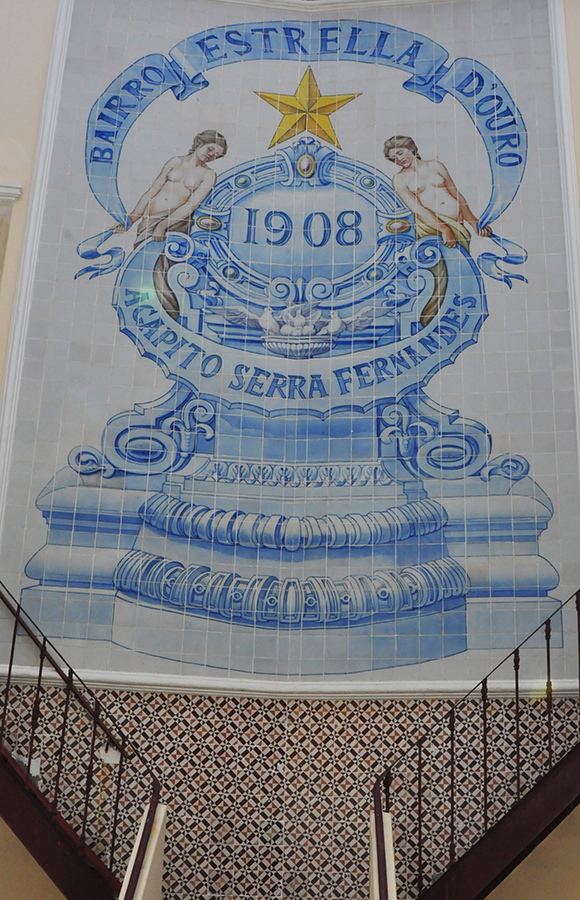 BAIRRO ESTRELLA D'OURO
1908
AGAPITO SERRA FERNANDES